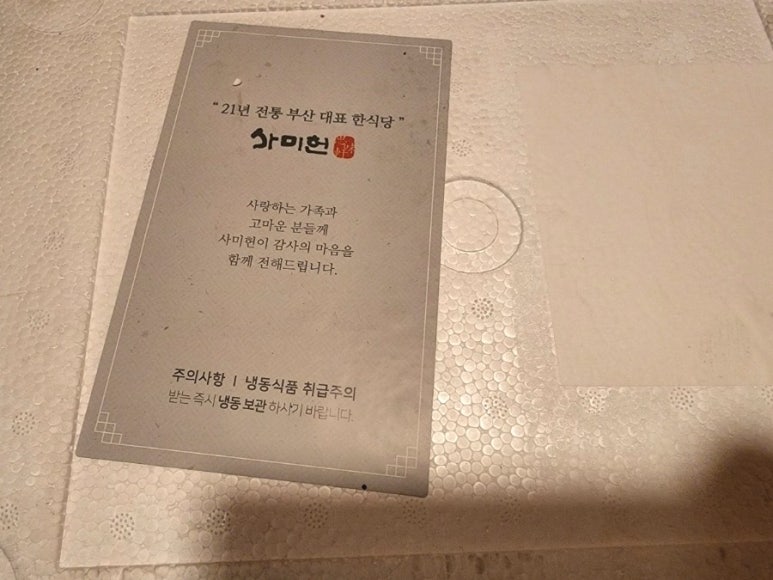 " 21년 전통 부산 대표 한식당 "
사미헌
사랑하는 가족과
고마운 분들께
사미헌이 감사의 마음을
함께 전해드립니다.
주의사항 | 냉동식품 취급주의
받는 즉시 냉동 보관 하시기 바랍니다.